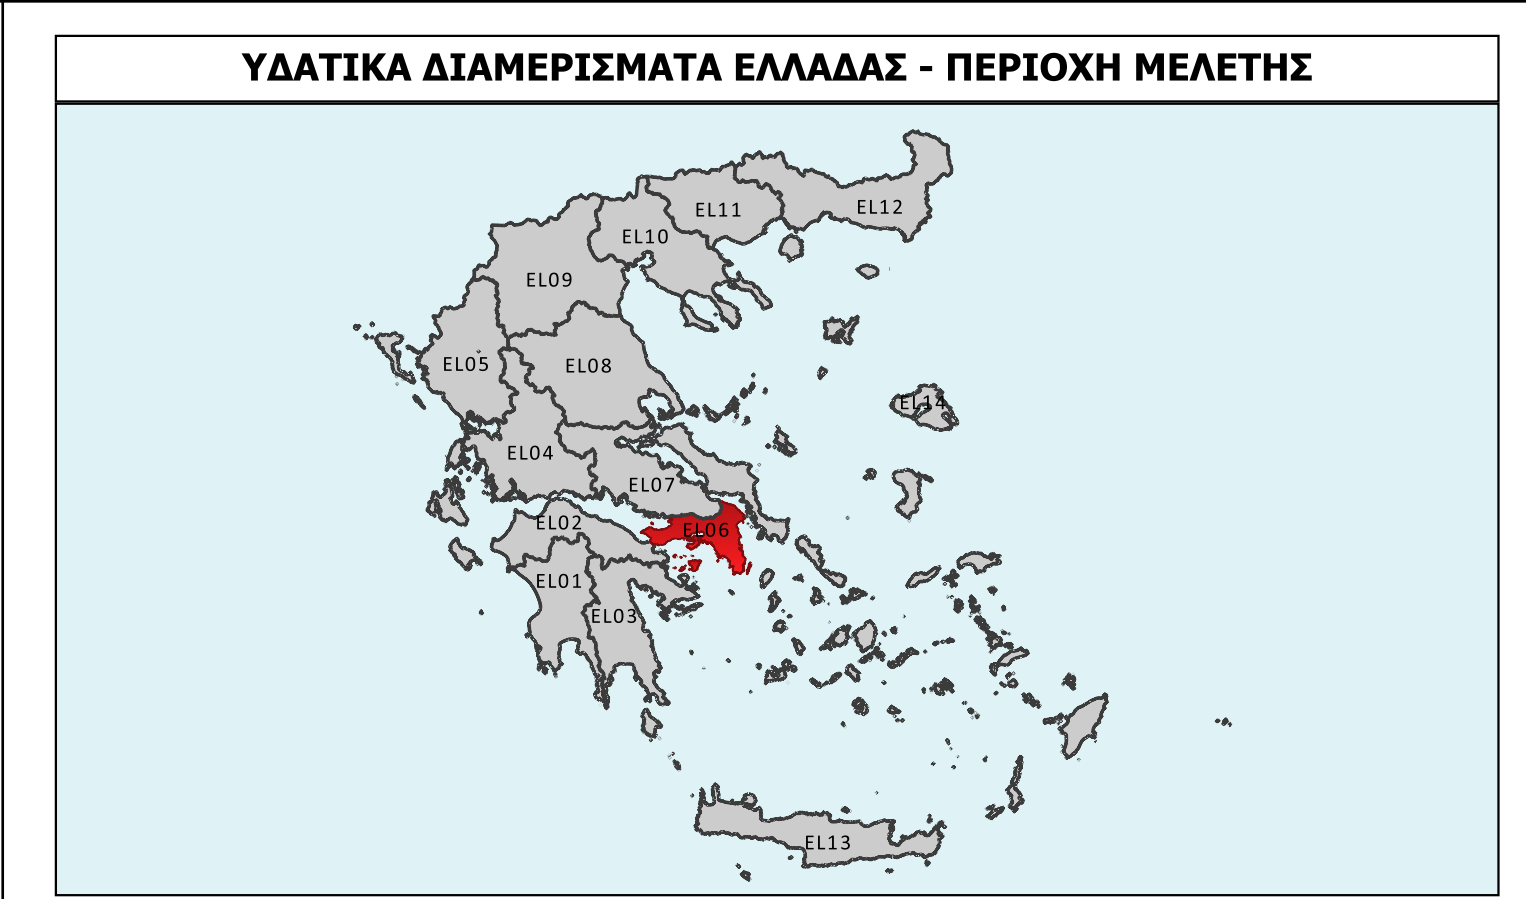 ΥΔΑΤΙΚΑ ΔΙΑΜΕΡΙΣΜΑΤΑ ΕΛΛΑΔΑΣ - ΠΕΡΙΟΧΗ ΜΕΛΕΤΗΣ
EL12
EL11
EL10
EL09
EL05
EL08
EL14
EL04
EL07
EL02
EL06
EL01
EL03
EL13